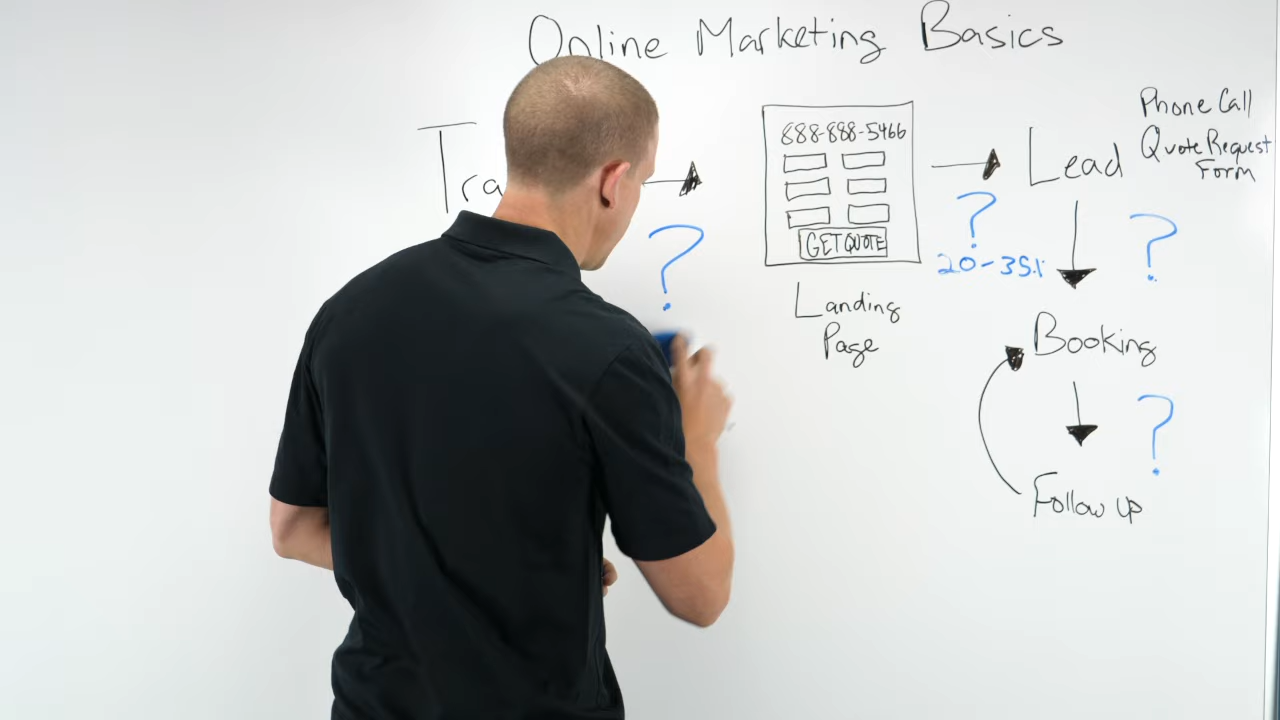 Online Marketing Basics
888-888-5466
GET QUOTE
Landing
Page
?
?
20-35%
Lead
Phone Call
Quote Request
Form
?
Booking
?
Follow up